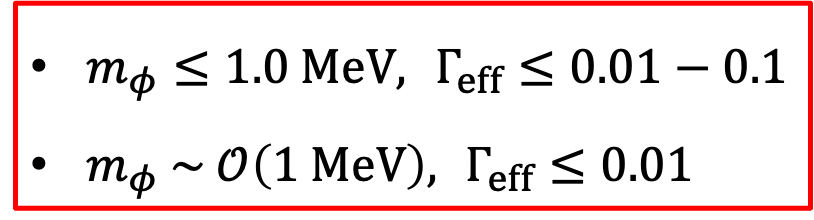 • m_ϕ ≤ 1.0 MeV, Γ_eff ≤ 0.01 − 0.1
• m_ϕ ~ 𝒪(1 MeV), Γ_eff ≤ 0.01